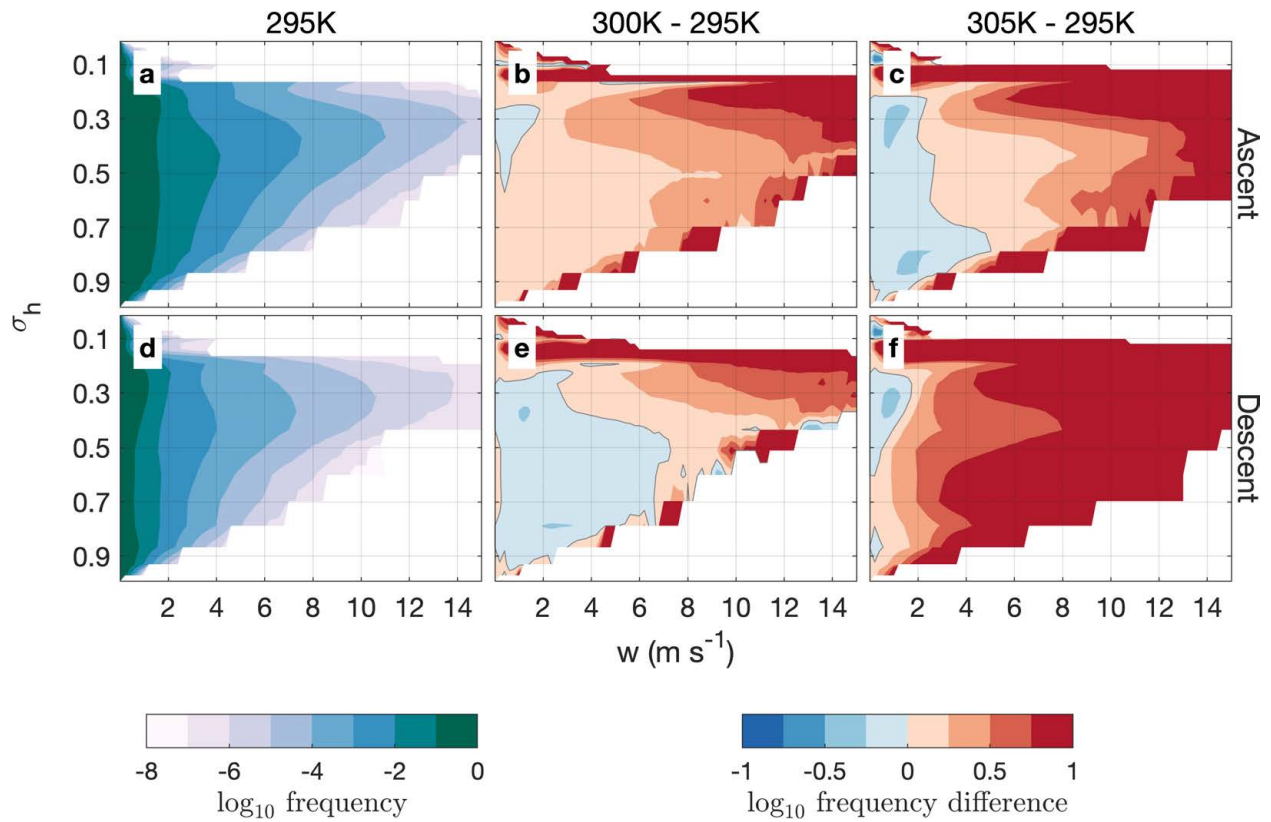 295K 300K - 295K 305K - 295K
a b c
0.1
0.3
0.5
0.7
0.9
Ascent
σh
d e f
0.1
0.3
0.5
0.7
0.9
Descent
2 4 6 8 10 12 14 2 4 6 8 10 12 14 2 4 6 8 10 12 14
w (m s-1)
-8 -6 -4 -2 0
log10 frequency
-1 -0.5 0 0.5 1
log10 frequency difference